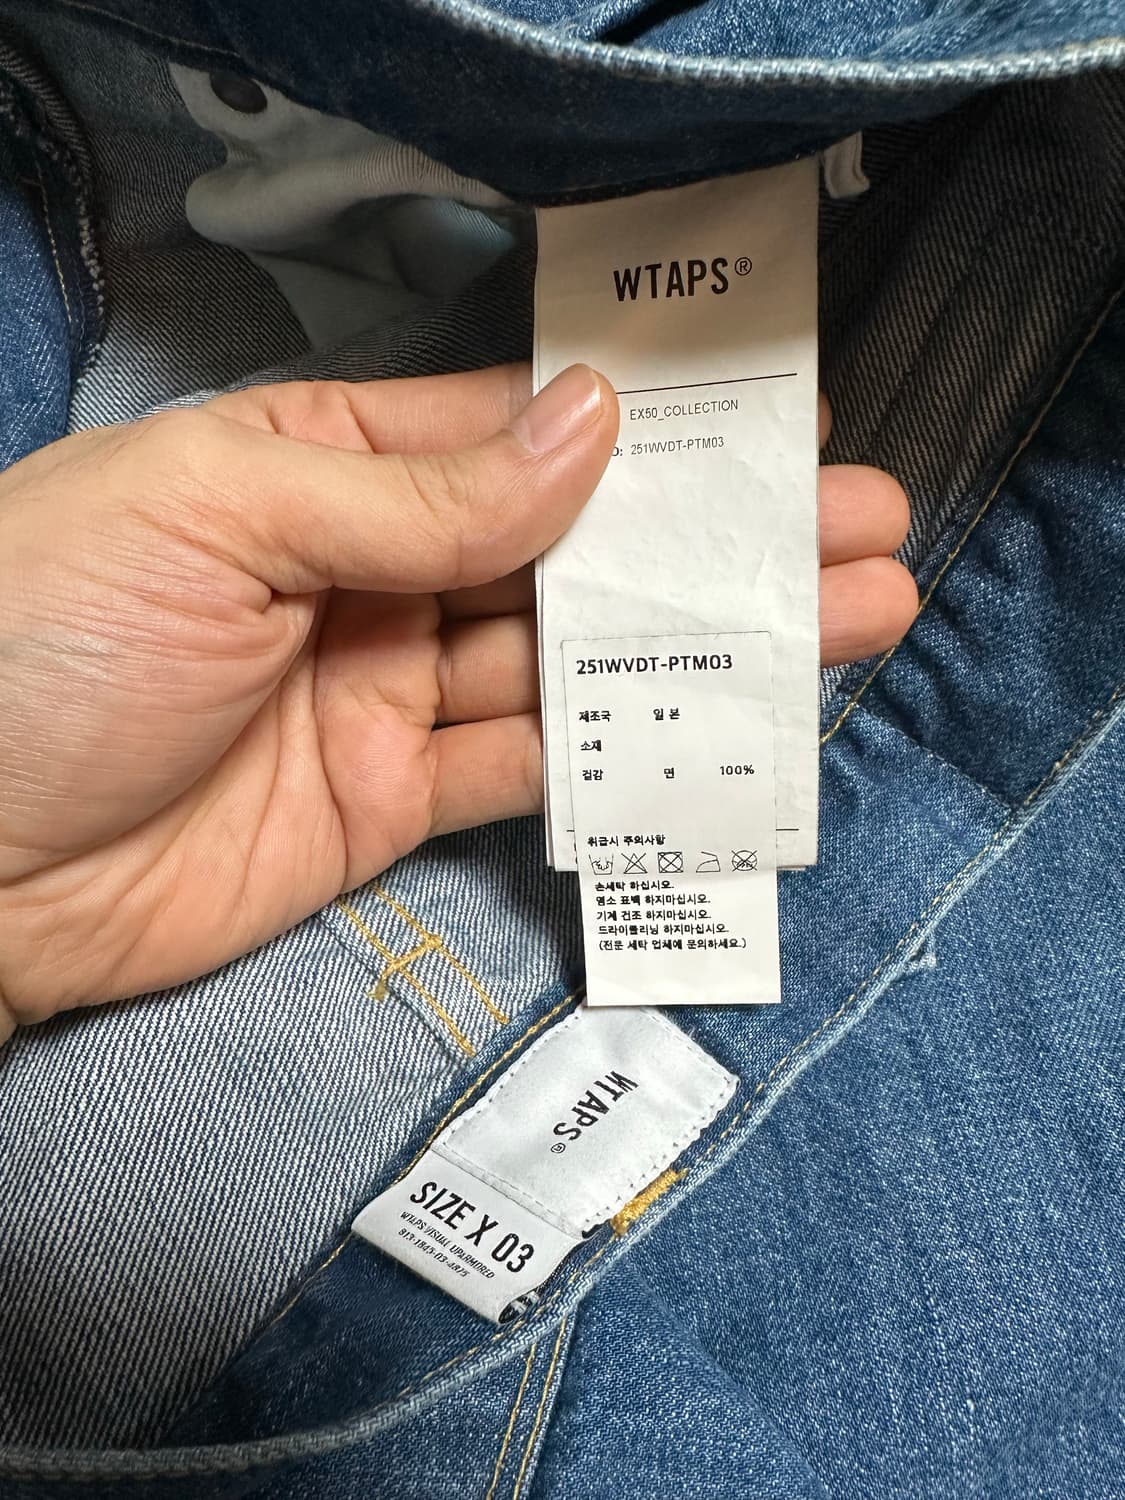 WTAPS®
EX50_COLLECTION
O: 251WVDT-PTM03
251WVDT-PTM03
제조국 일본
소재
겉감 면 100%
취급시 주의사항
손세탁 하십시오.
염소 표백 하지마십시오.
기계 건조 하지마십시오.
드라이클리닝 하지마십시오.
(전문 세탁 업체에 문의하세요.)
WTAPS®
SIZE X 03
WTAPS VISUAL UPARMORED
813-1845-03-4875